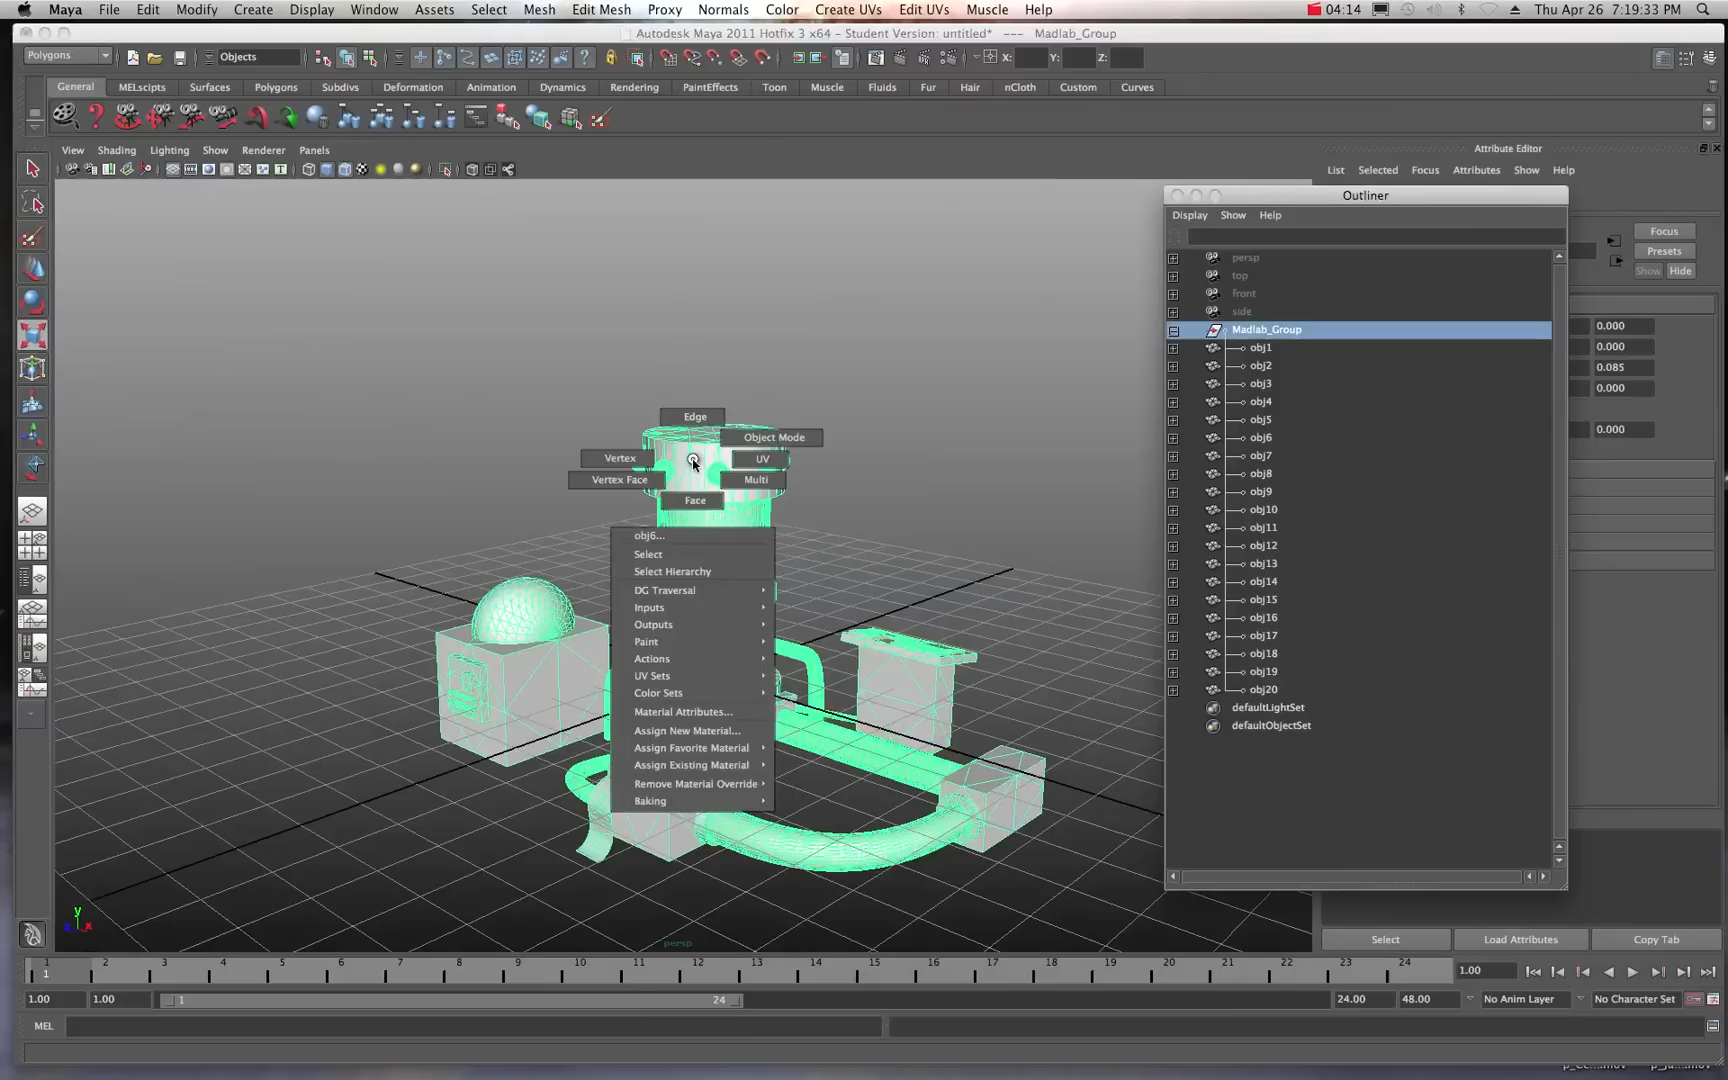 Maya File Edit Modify Create Display Window Assets Select Mesh Edit Mesh Proxy Normals Color Create UVs Edit UVs Muscle Help 04:14 Thu Apr 26 7:19:33 PM
Autodesk Maya 2011 Hotfix 3 x64 - Student Version: untitled* --- Madlab_Group
Polygons Objects X: Y: Z:
General MELscipts Surfaces Polygons Subdivs Deformation Animation Dynamics Rendering PaintEffects Toon Muscle Fluids Fur Hair nCloth Custom Curves
View Shading Lighting Show Renderer Panels
Attribute Editor
List Selected Focus Attributes Show Help
Focus
Presets
Show Hide
0.000
0.000
0.085
0.000
0.000
Outliner
Display Show Help
persp
top
front
side
Madlab_Group
obj1
obj2
obj3
obj4
obj5
obj6
obj7
obj8
obj9
obj10
obj11
obj12
obj13
obj14
obj15
obj16
obj17
obj18
obj19
obj20
defaultLightSet
defaultObjectSet
Edge
Object Mode
Vertex UV
Vertex Face Multi
Face
obj6...
Select
Select Hierarchy
DG Traversal
Inputs
Outputs
Paint
Actions
UV Sets
Color Sets
Material Attributes...
Assign New Material...
Assign Favorite Material
Assign Existing Material
Remove Material Override
Baking
y
x
persp
Select Load Attributes Copy Tab
1 2 3 4 5 6 7 8 9 10 11 12 13 14 15 16 17 18 19 20 21 22 23 24
1 1.00
1.00 1.00 1 24 24.00 48.00 No Anim Layer No Character Set
MEL